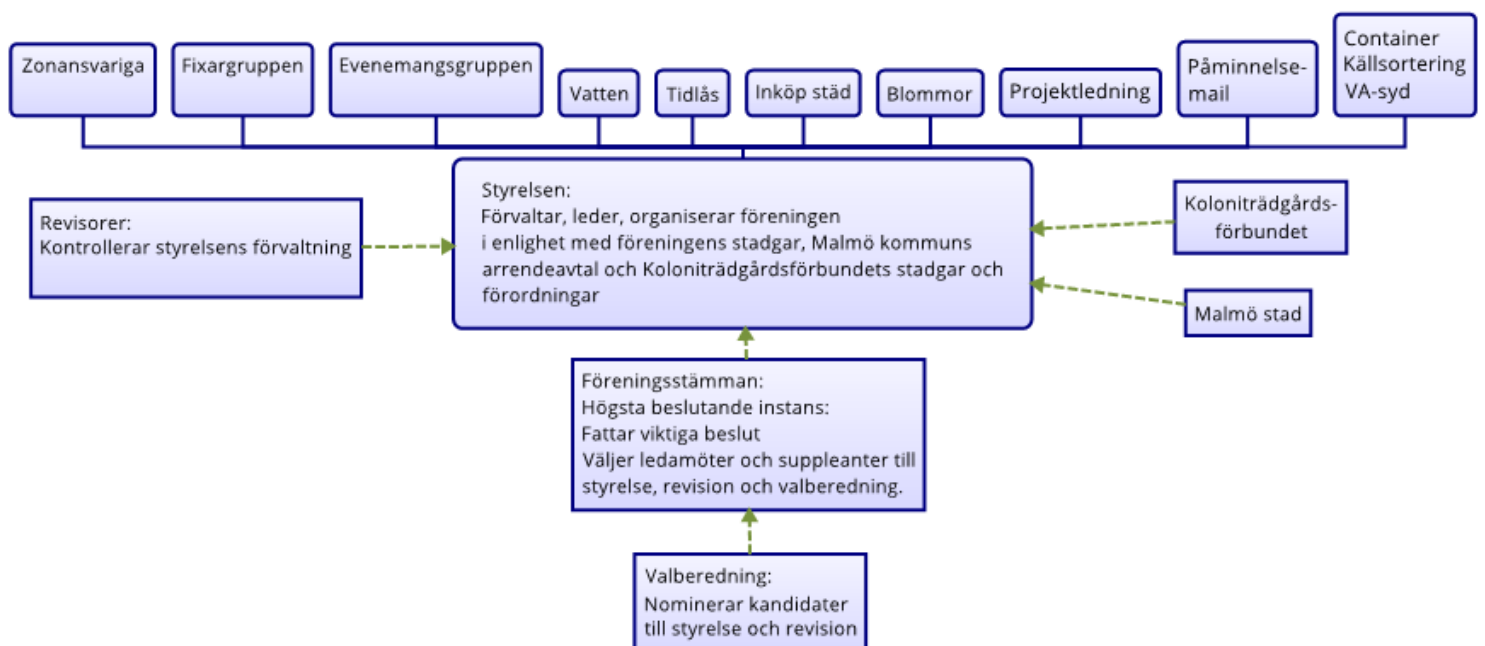 Zonansvariga
Fixargruppen
Evenemangsgruppen
Vatten
Tidlås
Inköp städ
Blommor
Projektledning
Påminnelse-
mail
Container
Källsortering
VA-syd
Styrelsen:
Förvaltar, leder, organiserar föreningen
i enlighet med föreningens stadgar, Malmö kommuns
arrendeavtal och Koloniträdgårdsförbundets stadgar och
förordningar
Revisorer:
Kontrollerar styrelsens förvaltning
Koloniträdgårds-
förbundet
Malmö stad
Föreningsstämman:
Högsta beslutande instans:
Fattar viktiga beslut
Väljer ledamöter och suppleanter till
styrelse, revision och valberedning.
Valberedning:
Nominerar kandidater
till styrelse och revision